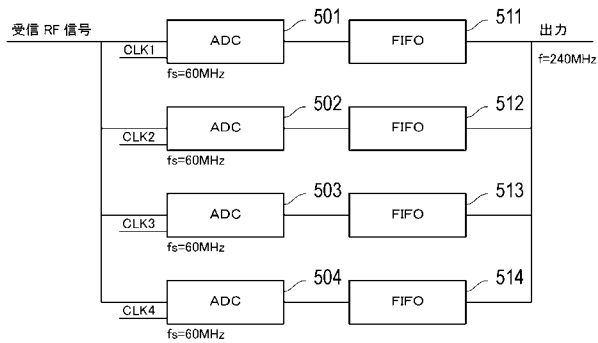 受信 RF 信号
CLK1
ADC
501
fs=60MHz
FIFO
511
出力
f=240MHz
CLK2
ADC
502
fs=60MHz
FIFO
512
CLK3
ADC
503
fs=60MHz
FIFO
513
CLK4
ADC
504
fs=60MHz
FIFO
514